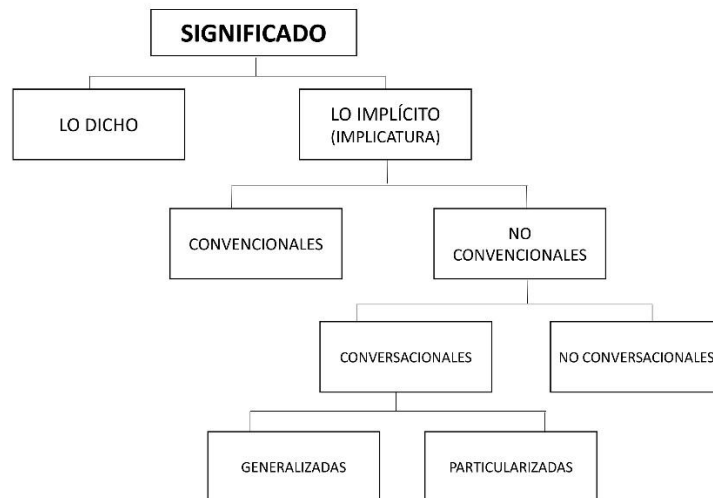 SIGNIFICADO
LO DICHO
LO IMPLÍCITO
(IMPLICATURA)
CONVENCIONALES
NO
CONVENCIONALES
CONVERSACIONALES
NO CONVERSACIONALES
GENERALIZADAS
PARTICULARIZADAS